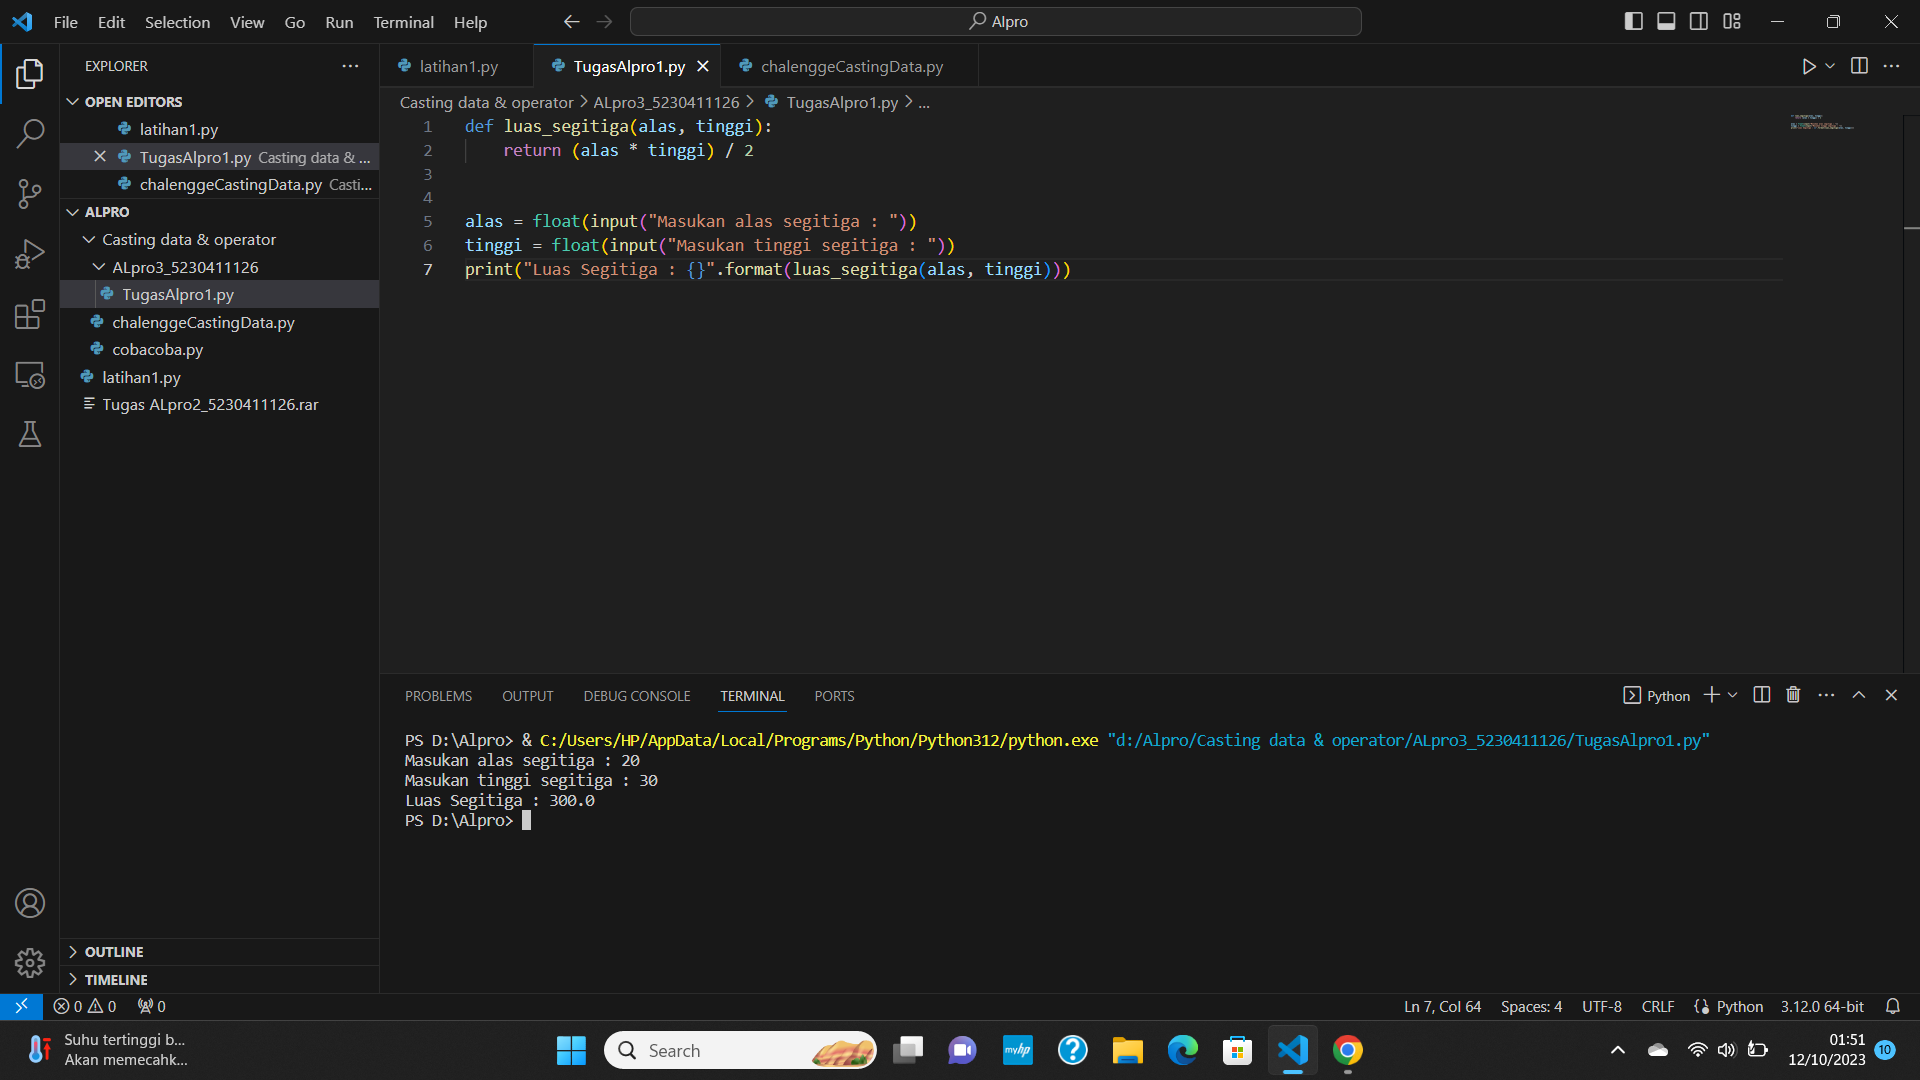 File Edit Selection View Go Run Terminal Help
Alpro
EXPLORER
OPEN EDITORS
latihan1.py
TugasAlpro1.py Casting data & ...
chalenggeCastingData.py Casti...
ALPRO
Casting data & operator
ALpro3_5230411126
TugasAlpro1.py
chalenggeCastingData.py
cobacoba.py
latihan1.py
Tugas ALpro2_5230411126.rar
OUTLINE
TIMELINE
latihan1.py TugasAlpro1.py chalenggeCastingData.py
Casting data & operator > ALpro3_5230411126 > TugasAlpro1.py > ...
1 def luas_segitiga(alas, tinggi):
2     return (alas * tinggi) / 2
3
4
5 alas = float(input("Masukan alas segitiga : "))
6 tinggi = float(input("Masukan tinggi segitiga : "))
7 print("Luas Segitiga : {}".format(luas_segitiga(alas, tinggi)))
PROBLEMS OUTPUT DEBUG CONSOLE TERMINAL PORTS
Python
PS D:\Alpro> & C:/Users/HP/AppData/Local/Programs/Python/Python312/python.exe "d:/Alpro/Casting data & operator/ALpro3_5230411126/TugasAlpro1.py"
Masukan alas segitiga : 20
Masukan tinggi segitiga : 30
Luas Segitiga : 300.0
PS D:\Alpro>
0 0 0
Ln 7, Col 64 Spaces: 4 UTF-8 CRLF Python 3.12.0 64-bit
Suhu tertinggi b...
Akan memecahk...
Search
myhp
01:51
12/10/2023
10